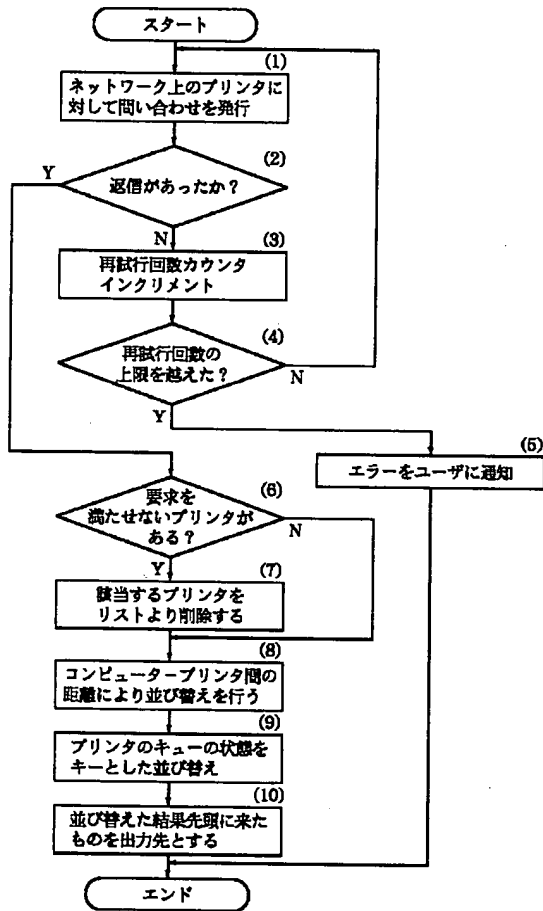 スタート
(1)
ネットワーク上のプリンタに
対して問い合わせを発行
(2)
Y
返信があったか？
N
(3)
再試行回数カウンタ
インクリメント
(4)
再試行回数の
上限を越えた？
N
Y
(5)
エラーをユーザに通知
(6)
要求を
満たせないプリンタが
ある？
N
Y
(7)
該当するプリンタを
リストより削除する
(8)
コンピュータープリンタ間の
距離により並び替えを行う
(9)
プリンタのキューの状態を
キーとした並び替え
(10)
並び替えた結果先頭に来た
ものを出力先とする
エンド